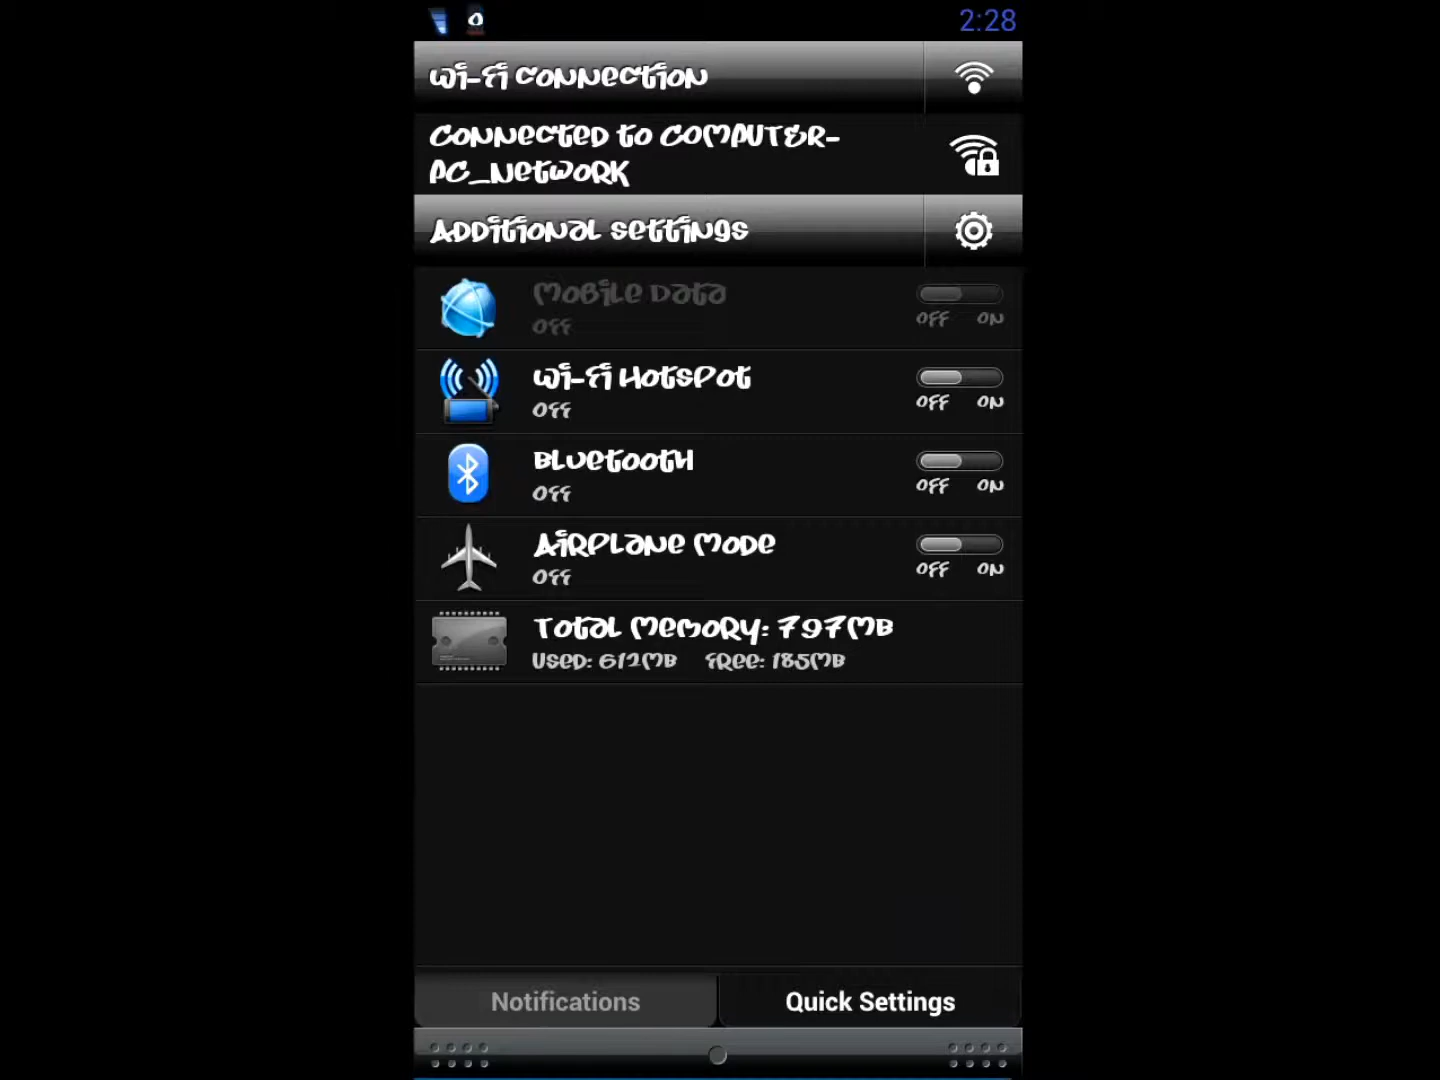 0
2:28
Wi-Fi connection
Connected to COMPUTER-
PC_Network
Additional settings
Mobile Data
Off
OFF ON
Wi-Fi Hotspot
Off
OFF ON
Bluetooth
Off
OFF ON
Airplane mode
Off
OFF ON
Total Memory: 797MB
Used: 612MB Free: 185MB
Notifications
Quick Settings